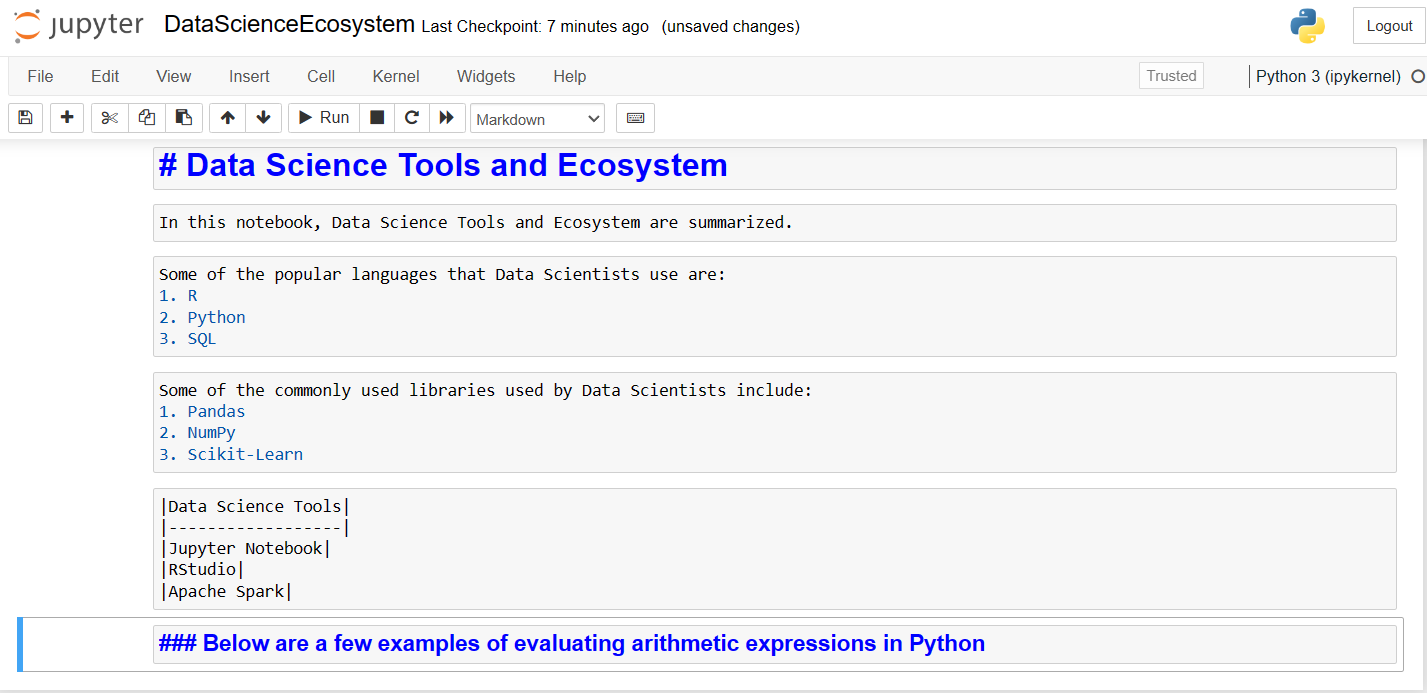 jupyter DataScienceEcosystem Last Checkpoint: 7 minutes ago (unsaved changes) Logout
File Edit View Insert Cell Kernel Widgets Help Trusted Python 3 (ipykernel)
Run Markdown
# Data Science Tools and Ecosystem
In this notebook, Data Science Tools and Ecosystem are summarized.
Some of the popular languages that Data Scientists use are:
1. R
2. Python
3. SQL
Some of the commonly used libraries used by Data Scientists include:
1. Pandas
2. NumPy
3. Scikit-Learn
|Data Science Tools|
|------------------|
|Jupyter Notebook|
|RStudio|
|Apache Spark|
### Below are a few examples of evaluating arithmetic expressions in Python